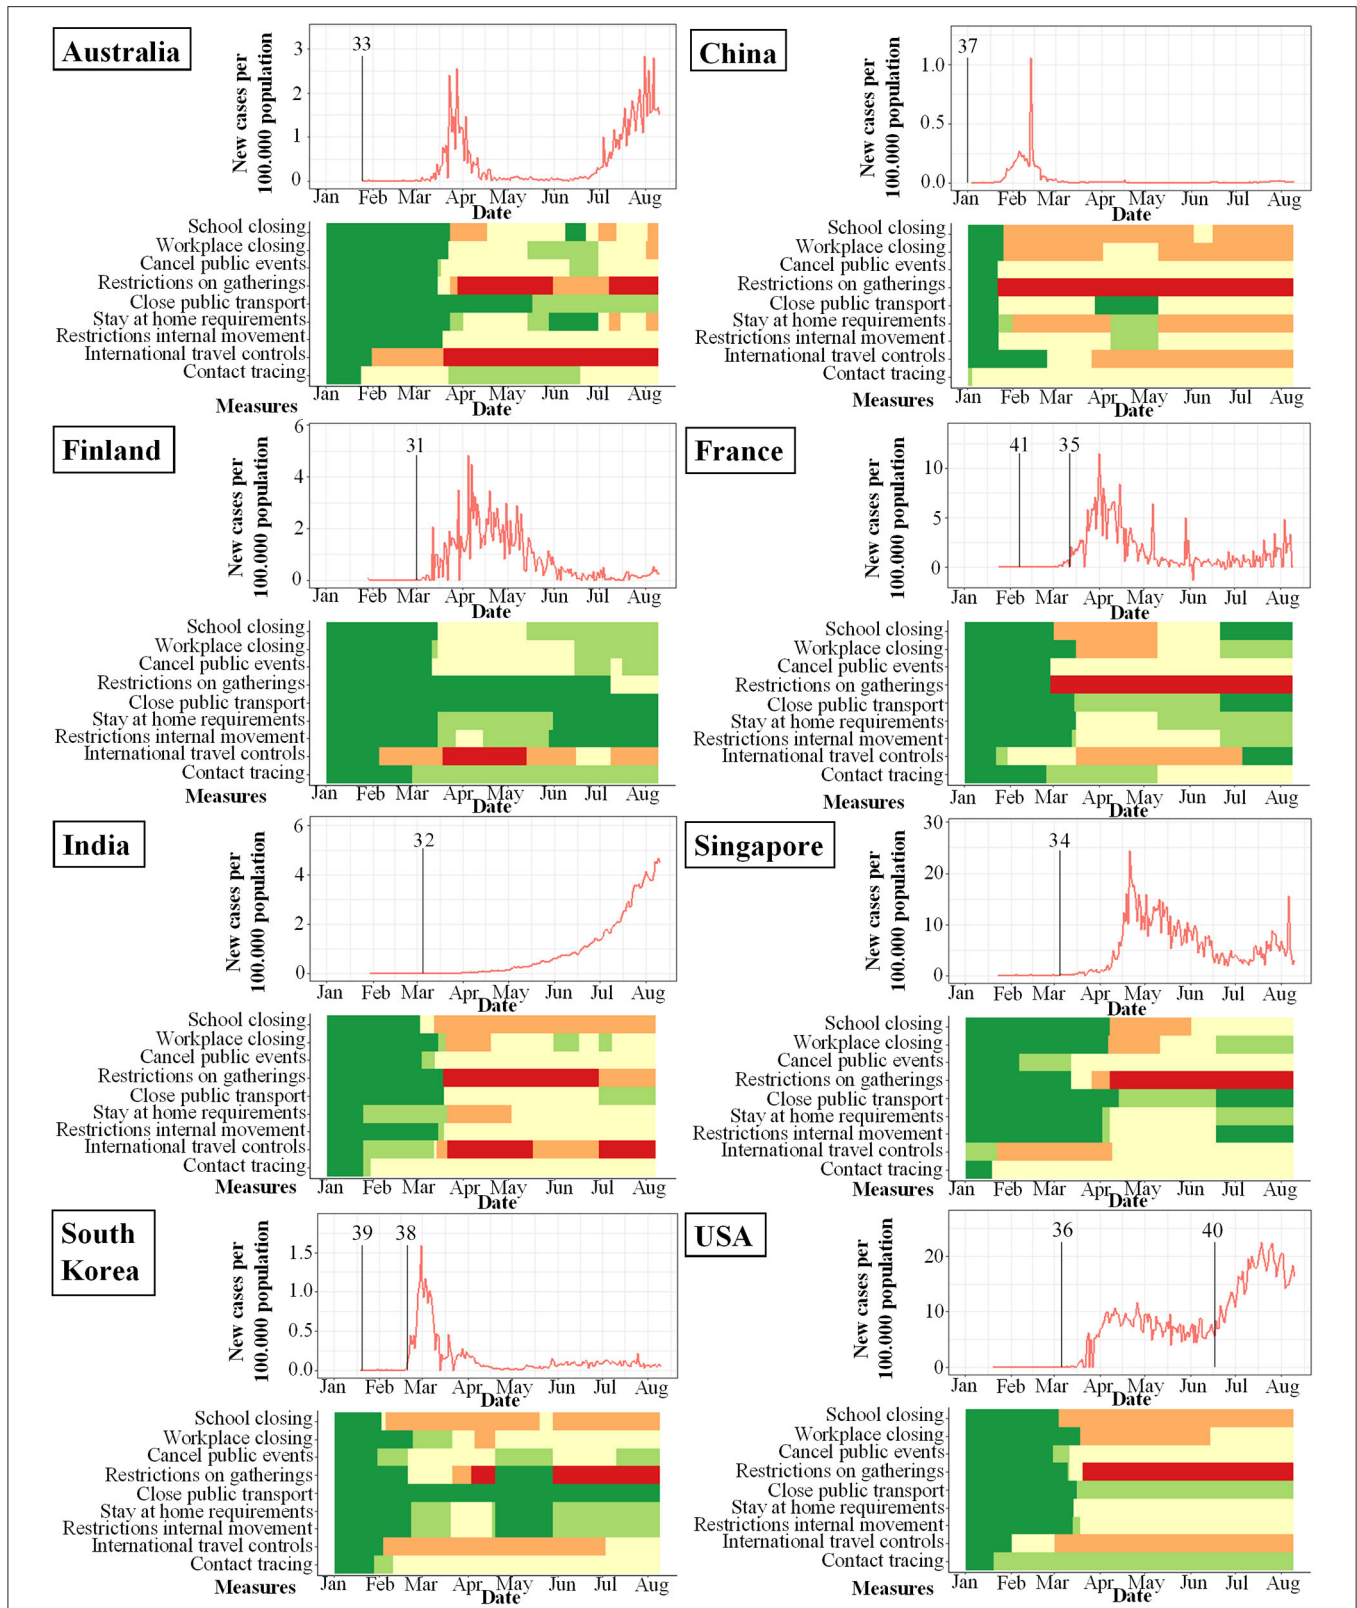 Australia
New cases per
100.000 population
33
3
2
1
0
Jan Feb Mar Apr May Jun Jul Aug
Date
School closing
Workplace closing
Cancel public events
Restrictions on gatherings
Close public transport
Stay at home requirements
Restrictions internal movement
International travel controls
Contact tracing
Jan Feb Mar Apr May Jun Jul Aug
Measures
Date
China
New cases per
100.000 population
37
1.0
0.5
0.0
Jan Feb Mar Apr May Jun Jul Aug
Date
School closing
Workplace closing
Cancel public events
Restrictions on gatherings
Close public transport
Stay at home requirements
Restrictions internal movement
International travel controls
Contact tracing
Jan Feb Mar Apr May Jun Jul Aug
Measures
Date
Finland
New cases per
100.000 population
31
6
4
2
0
Jan Feb Mar Apr May Jun Jul Aug
Date
School closing
Workplace closing
Cancel public events
Restrictions on gatherings
Close public transport
Stay at home requirements
Restrictions internal movement
International travel controls
Contact tracing
Jan Feb Mar Apr May Jun Jul Aug
Measures
Date
France
New cases per
100.000 population
41 35
10
5
0
Jan Feb Mar Apr May Jun Jul Aug
Date
School closing
Workplace closing
Cancel public events
Restrictions on gatherings
Close public transport
Stay at home requirements
Restrictions internal movement
International travel controls
Contact tracing
Jan Feb Mar Apr May Jun Jul Aug
Measures
Date
India
New cases per
100.000 population
32
6
4
2
0
Jan Feb Mar Apr May Jun Jul Aug
Date
School closing
Workplace closing
Cancel public events
Restrictions on gatherings
Close public transport
Stay at home requirements
Restrictions internal movement
International travel controls
Contact tracing
Jan Feb Mar Apr May Jun Jul Aug
Measures
Date
Singapore
New cases per
100.000 population
34
30
20
10
0
Jan Feb Mar Apr May Jun Jul Aug
Date
School closing
Workplace closing
Cancel public events
Restrictions on gatherings
Close public transport
Stay at home requirements
Restrictions internal movement
International travel controls
Contact tracing
Jan Feb Mar Apr May Jun Jul Aug
Measures
Date
South
Korea
New cases per
100.000 population
39 38
1.5
1.0
0.5
0.0
Jan Feb Mar Apr May Jun Jul Aug
Date
School closing
Workplace closing
Cancel public events
Restrictions on gatherings
Close public transport
Stay at home requirements
Restrictions internal movement
International travel controls
Contact tracing
Jan Feb Mar Apr May Jun Jul Aug
Measures
Date
USA
New cases per
100.000 population
36 40
20
10
0
Jan Feb Mar Apr May Jun Jul Aug
Date
School closing
Workplace closing
Cancel public events
Restrictions on gatherings
Close public transport
Stay at home requirements
Restrictions internal movement
International travel controls
Contact tracing
Jan Feb Mar Apr May Jun Jul Aug
Measures
Date